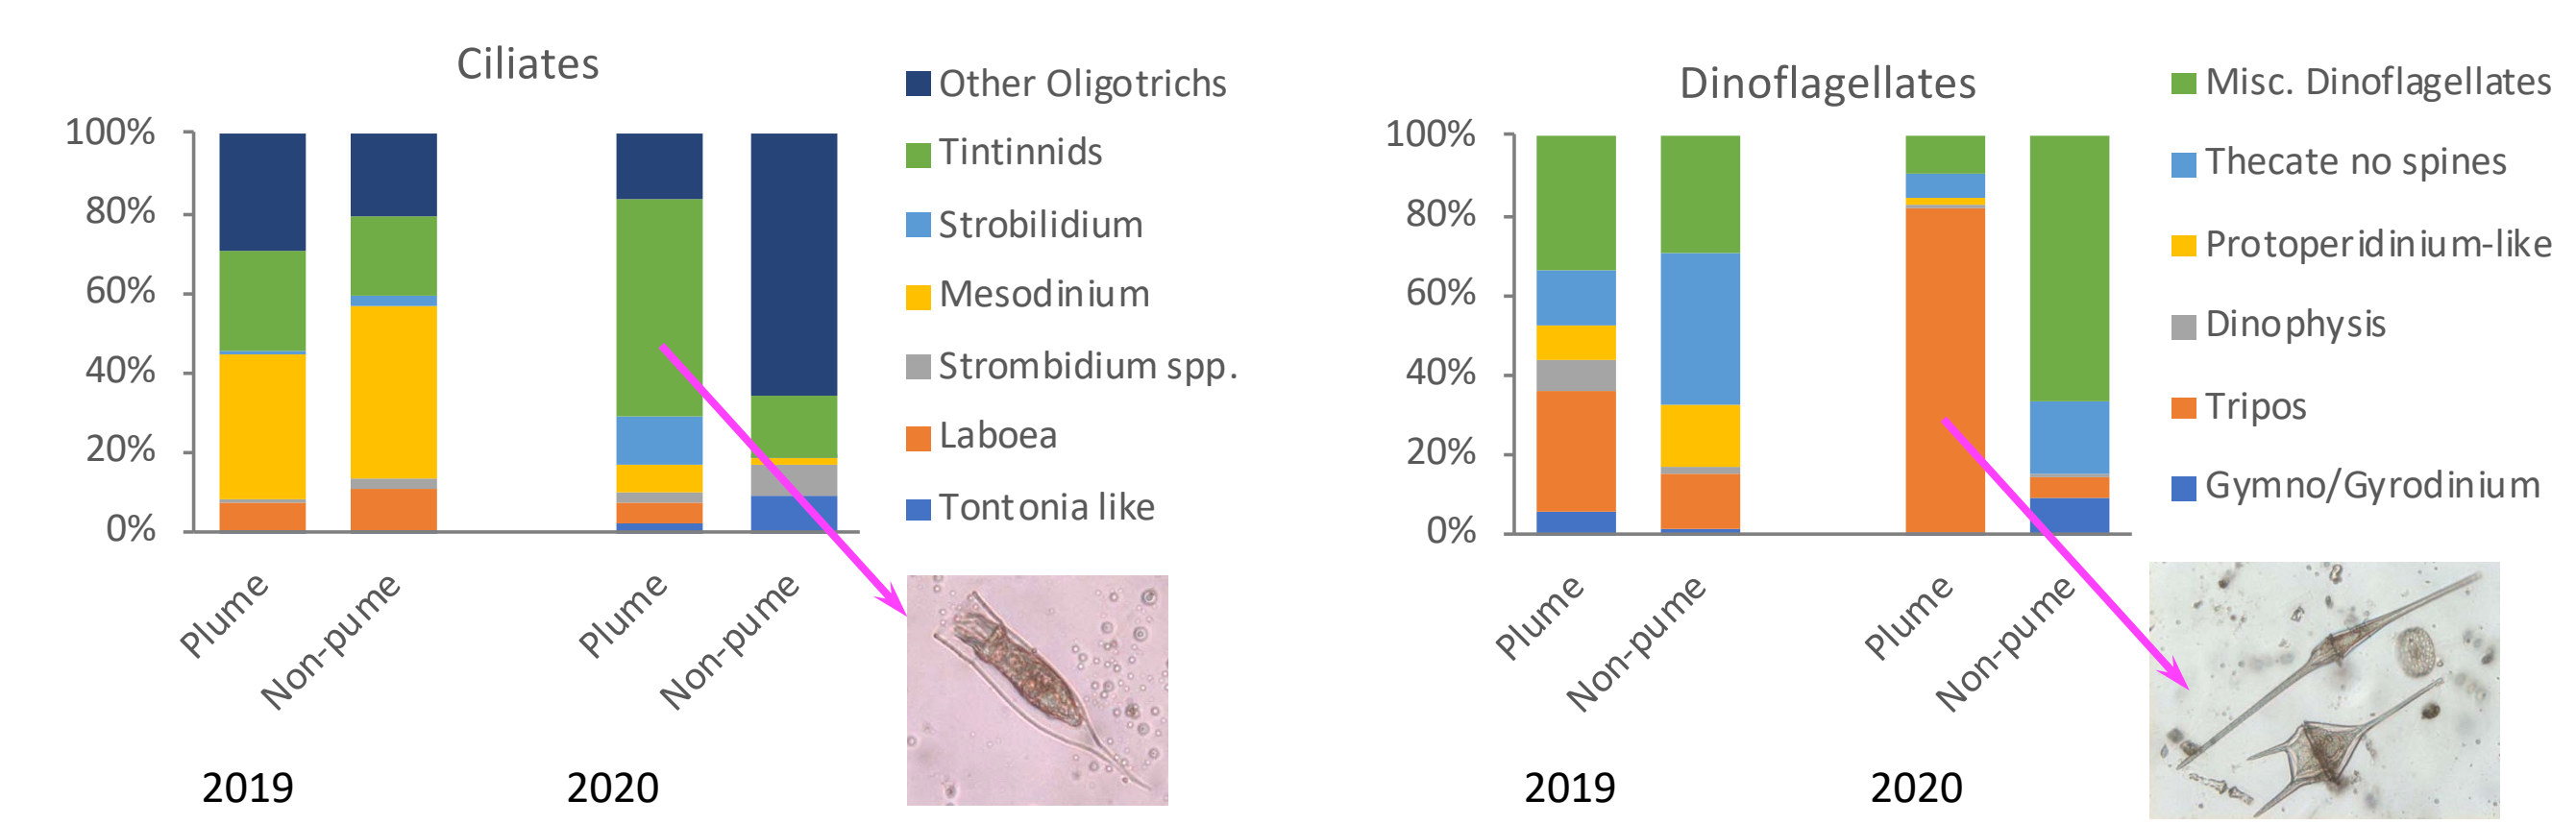 Ciliates
100%
80%
60%
40%
20%
0%
Plume
Non-pume
Plume
Non-pume
2019
2020
Other Oligotrichs
Tintinnids
Strobilidium
Mesodinium
Strombidium spp.
Laboea
Tontonia like
Dinoflagellates
100%
80%
60%
40%
20%
0%
Plume
Non-pume
Plume
Non-pume
2019
2020
Misc. Dinoflagellates
Thecate no spines
Protoperidinium-like
Dinophysis
Tripos
Gymno/Gyrodinium